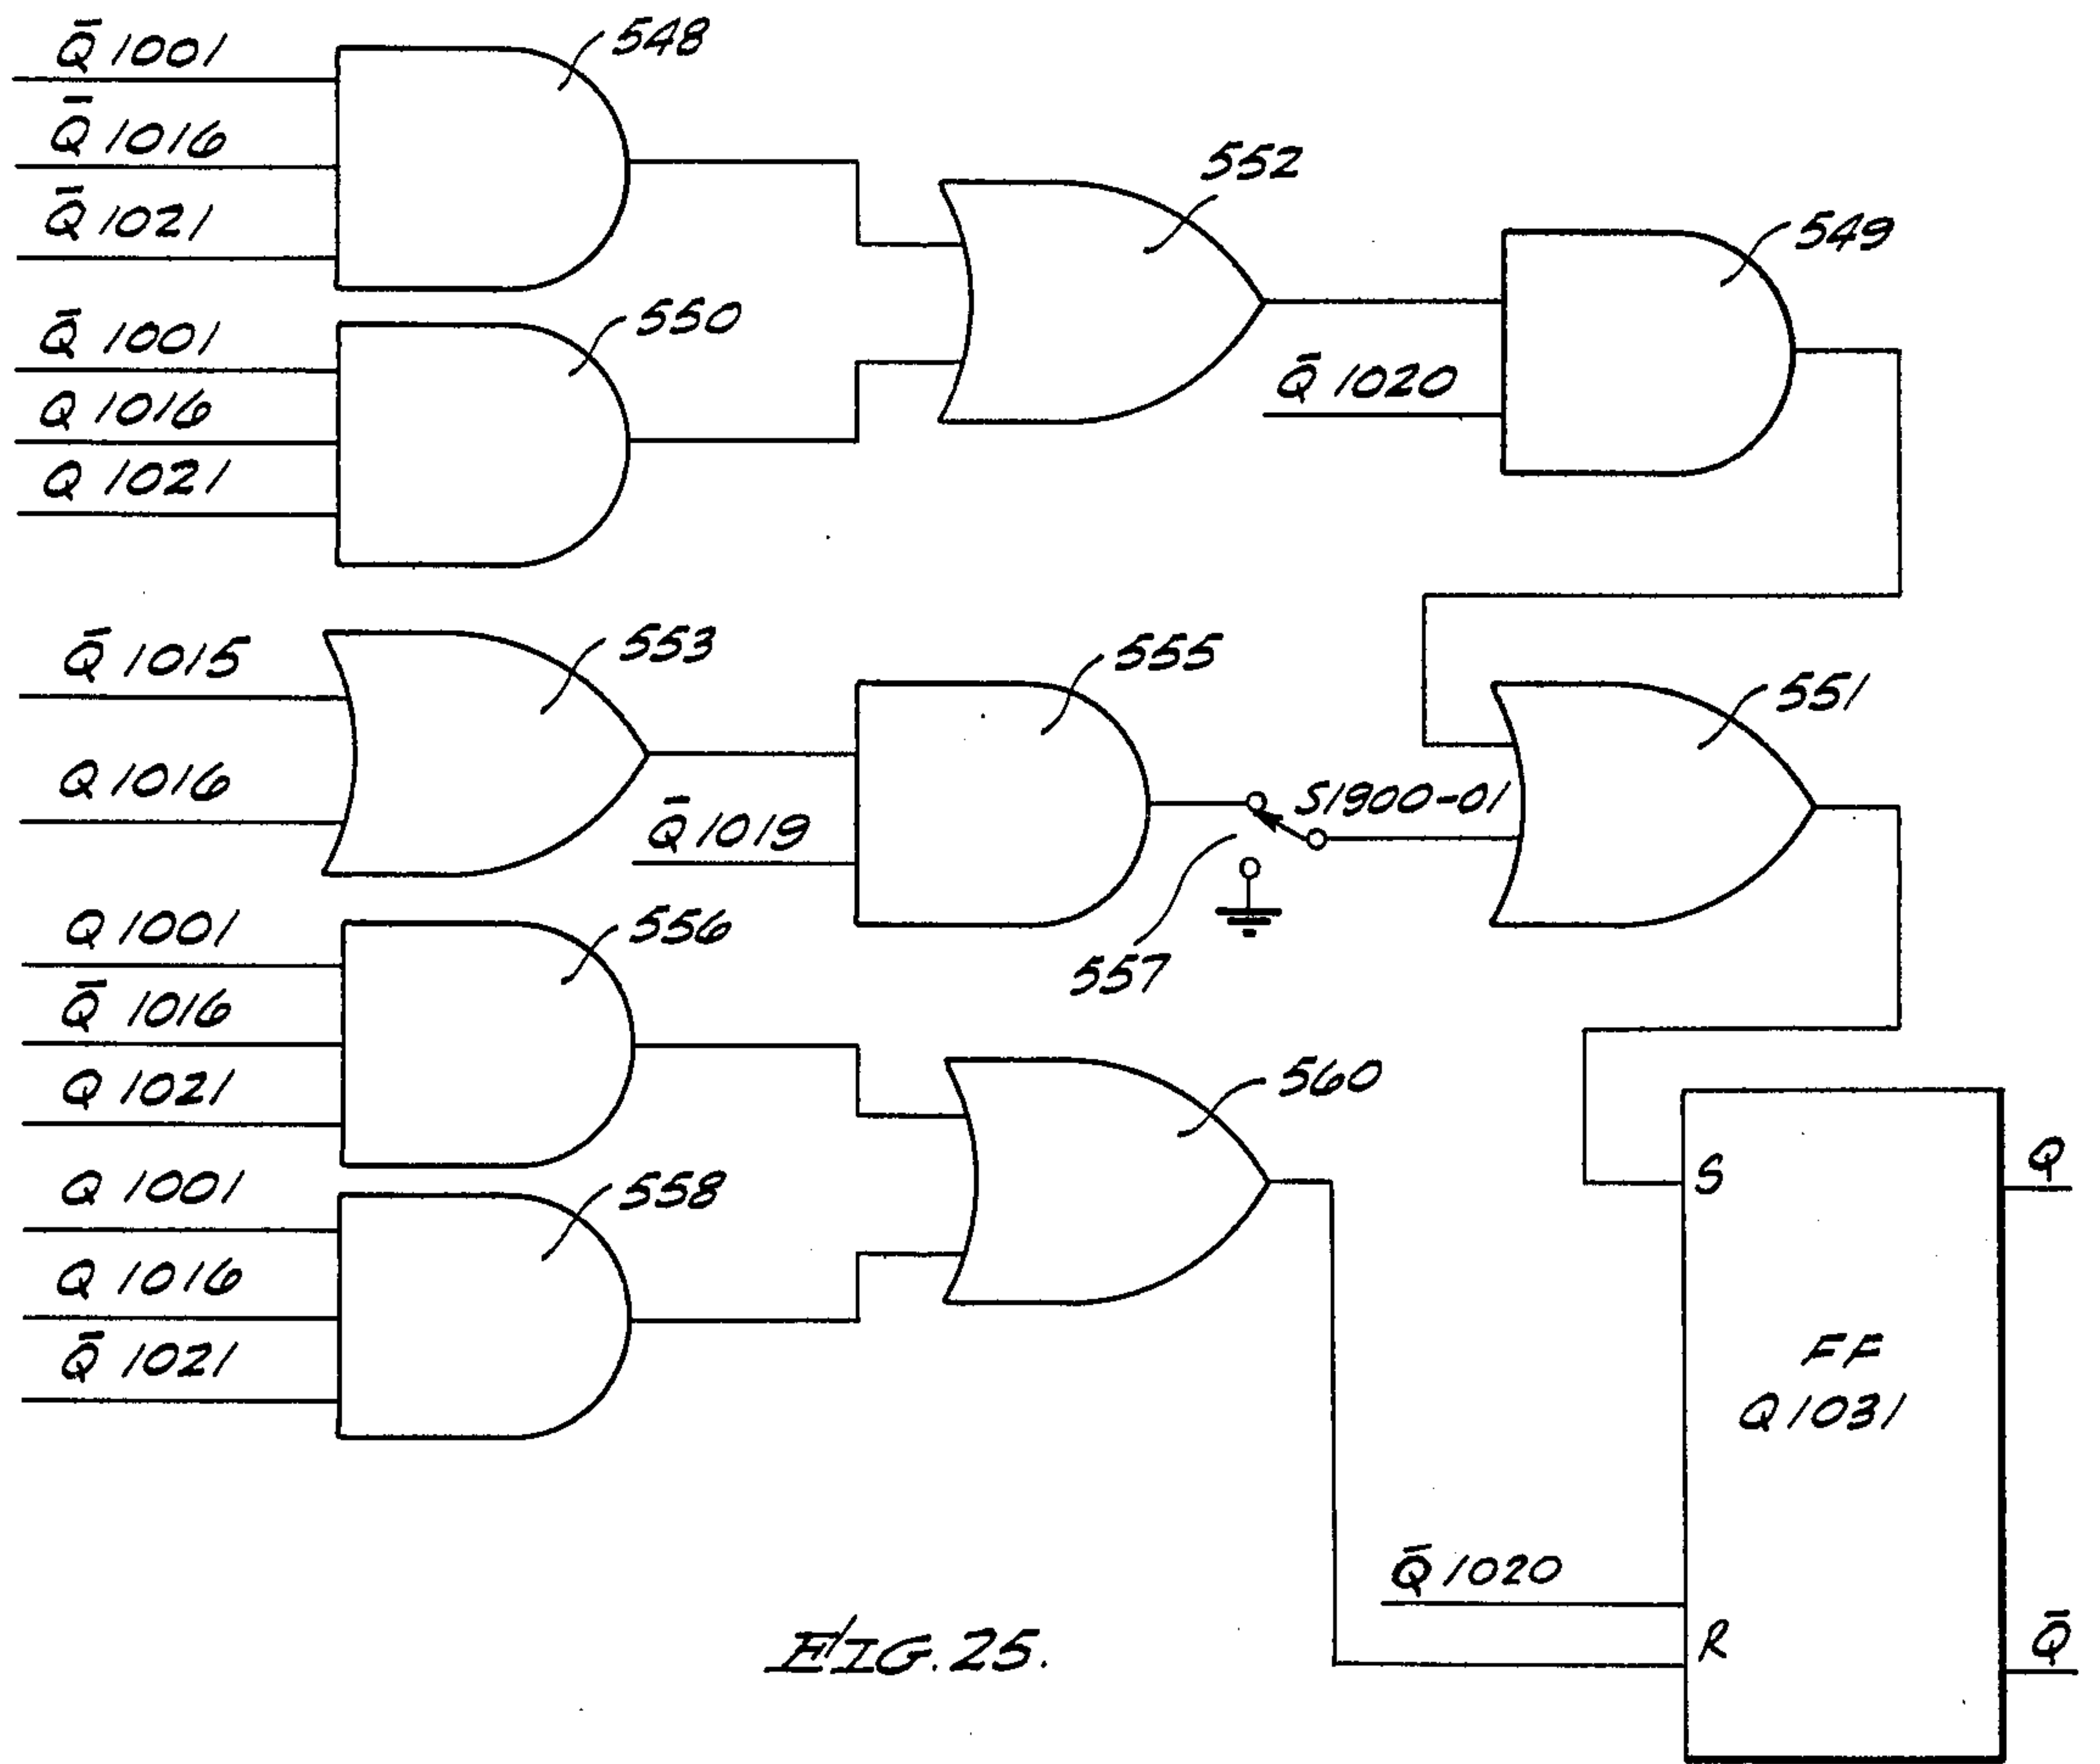 Q̄ 1001
548
Q̄ 1016
Q̄ 1021
552
549
Q̄ 1001
550
Q 1016
Q̄ 1020
Q 1021
Q̄ 1015
553
555
551
Q 1016
Q̄ 1019
S1900-01
Q 1001
556
557
Q̄ 1016
Q 1021
560
Q 1001
558
S
Q
Q 1016
Q̄ 1021
FF
Q1031
Q̄ 1020
R
Q̄
FIG. 25.